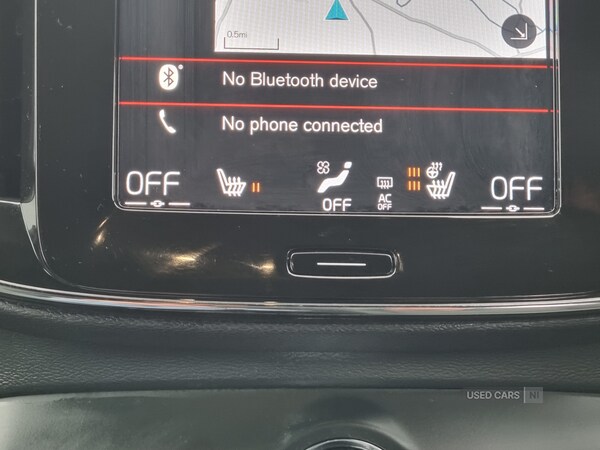 0.5mi
No Bluetooth device
No phone connected
OFF
OFF
AC
OFF
OFF
USED CARS NI